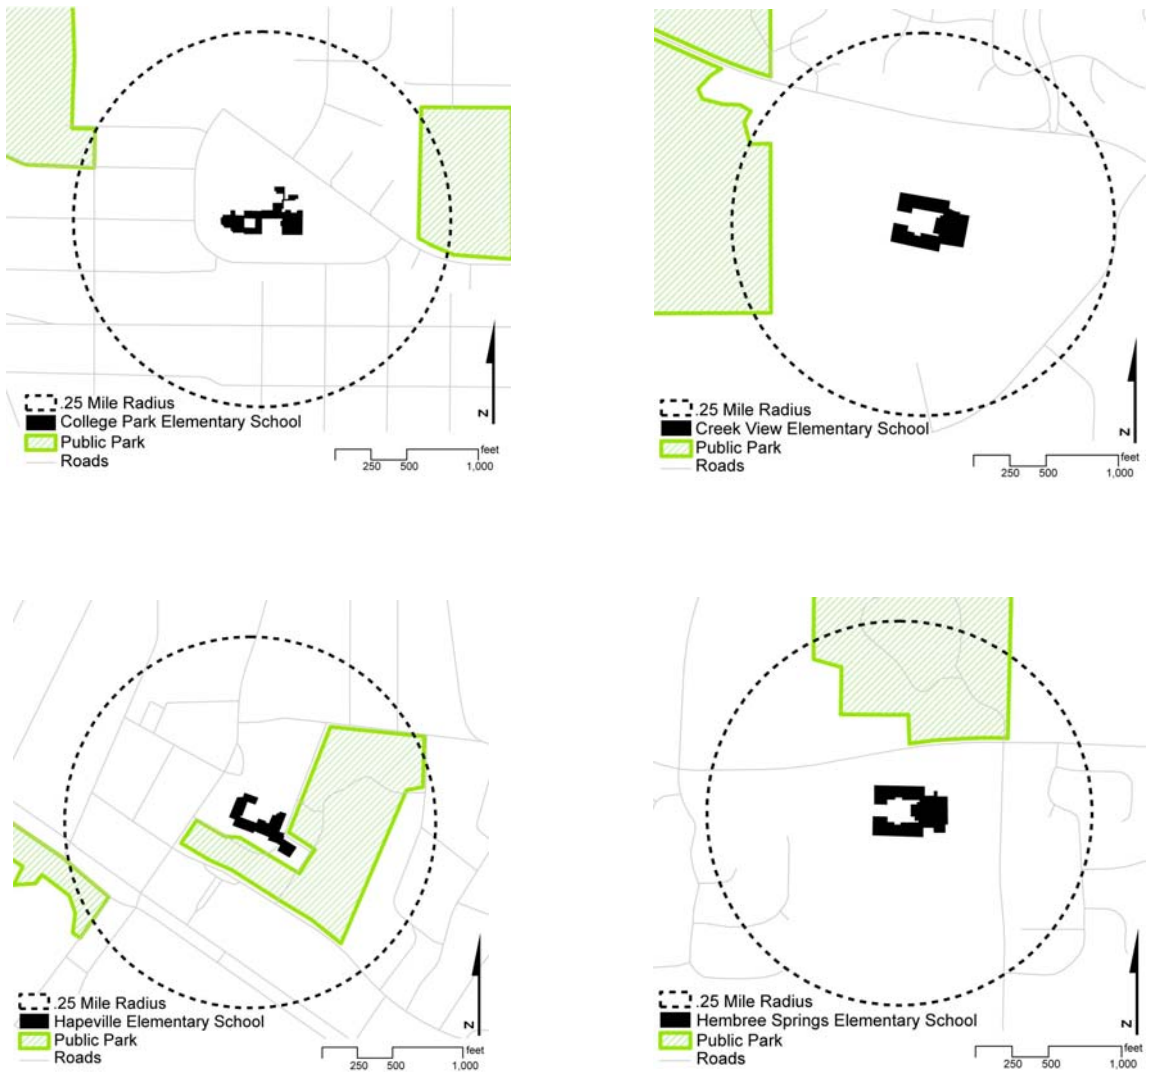 .25 Mile Radius
College Park Elementary School
Public Park
Roads
N
feet
250 500 1,000
.25 Mile Radius
Creek View Elementary School
Public Park
Roads
N
feet
250 500 1,000
.25 Mile Radius
Hapeville Elementary School
Public Park
Roads
N
feet
250 500 1,000
.25 Mile Radius
Hembree Springs Elementary School
Public Park
Roads
N
feet
250 500 1,000